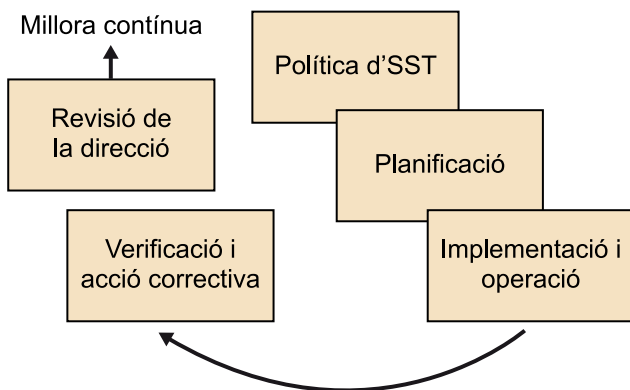 Millora contínua
Revisió de
la direcció
Política d’SST
Planificació
Verificació i
acció correctiva
Implementació i
operació